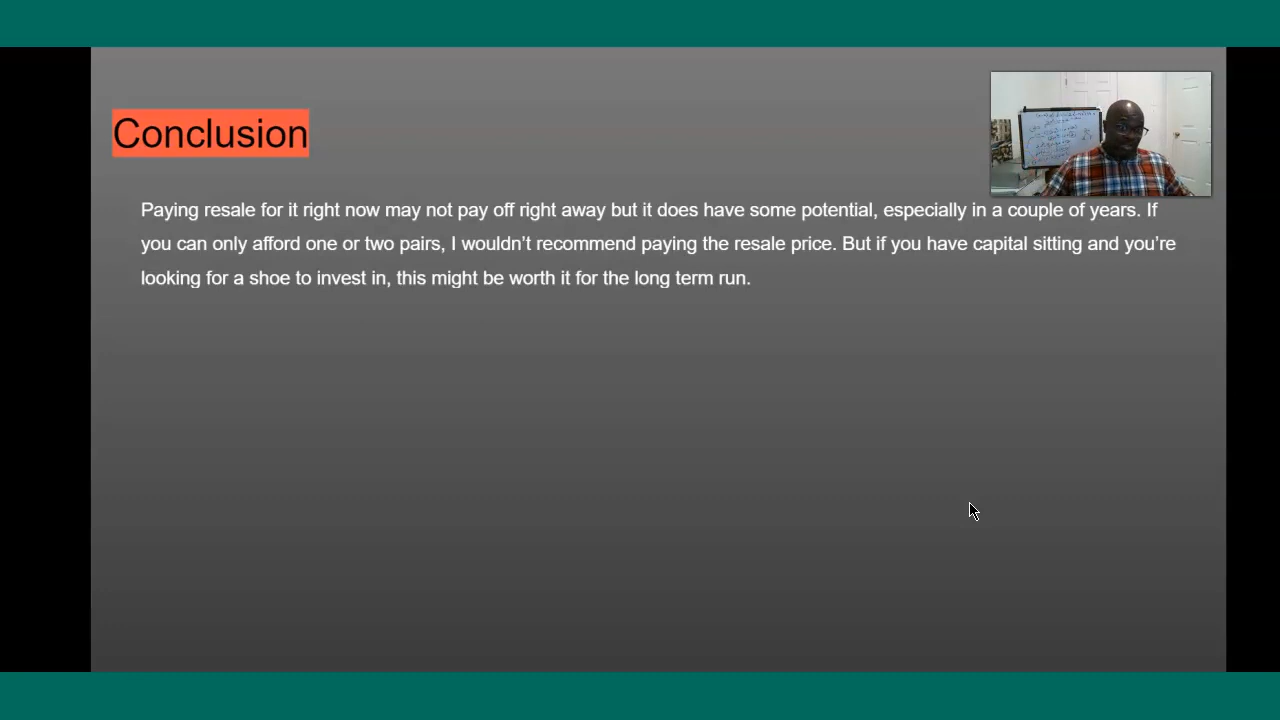 Conclusion
Paying resale for it right now may not pay off right away but it does have some potential, especially in a couple of years. If
you can only afford one or two pairs, I wouldn’t recommend paying the resale price. But if you have capital sitting and you’re
looking for a shoe to invest in, this might be worth it for the long term run.